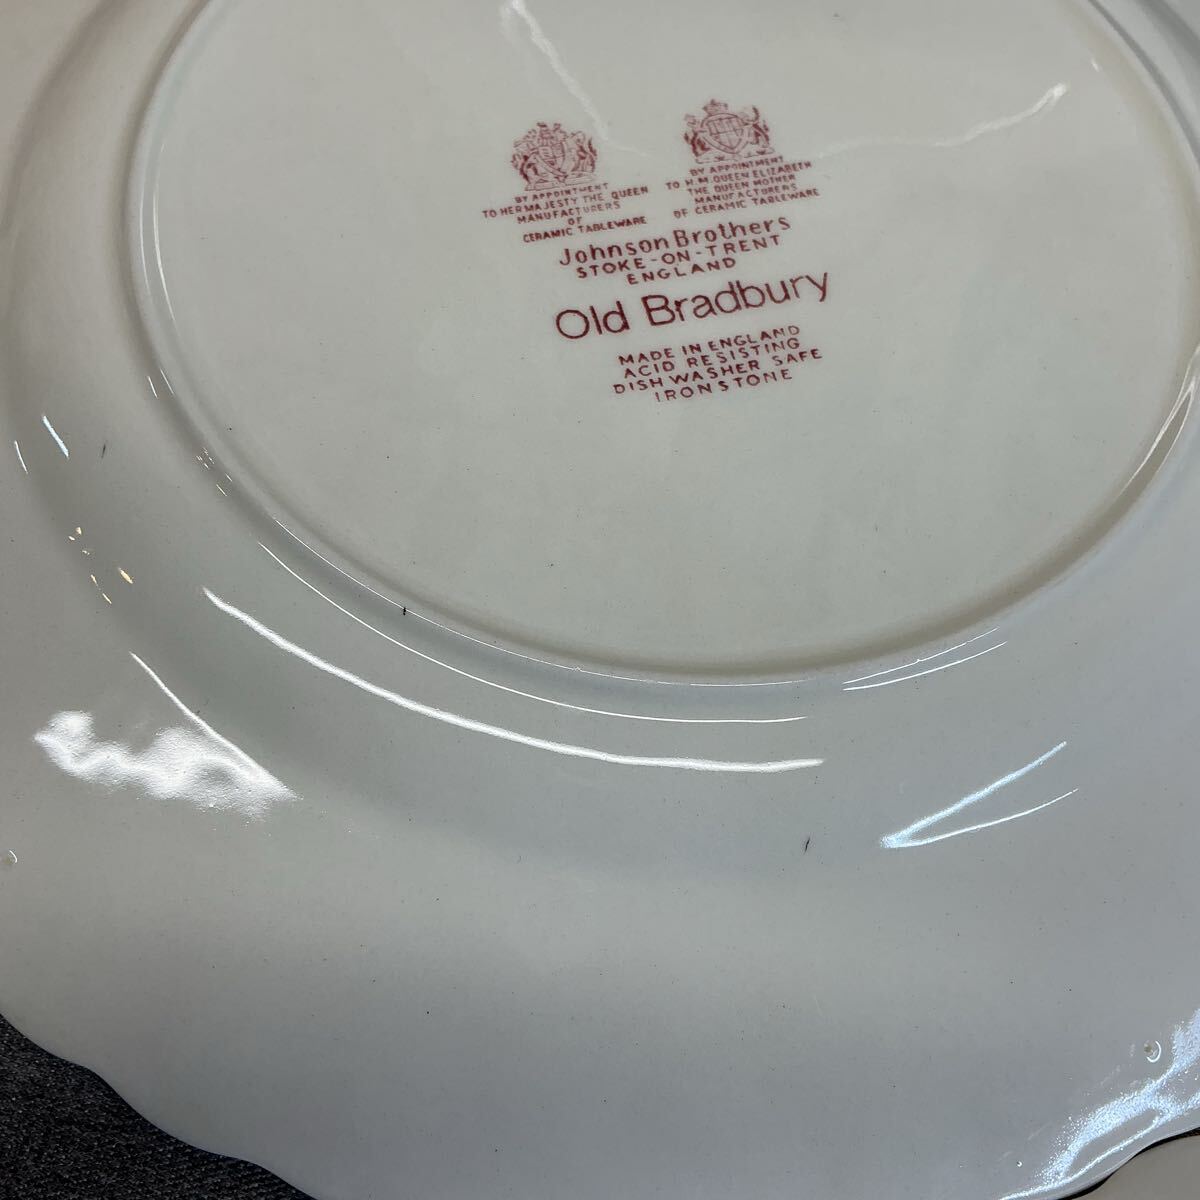 BY APPOINTMENT
TO HER MAJESTY THE QUEEN
MANUFACTURERS
OF
CERAMIC TABLEWARE
BY APPOINTMENT
TO H.M. QUEEN ELIZABETH
THE QUEEN MOTHER
MANUFACTURERS
OF CERAMIC TABLEWARE
Johnson Brothers
STOKE-ON-TRENT
ENGLAND
Old Bradbury
MADE IN ENGLAND
ACID RESISTING
DISHWASHER SAFE
IRONSTONE